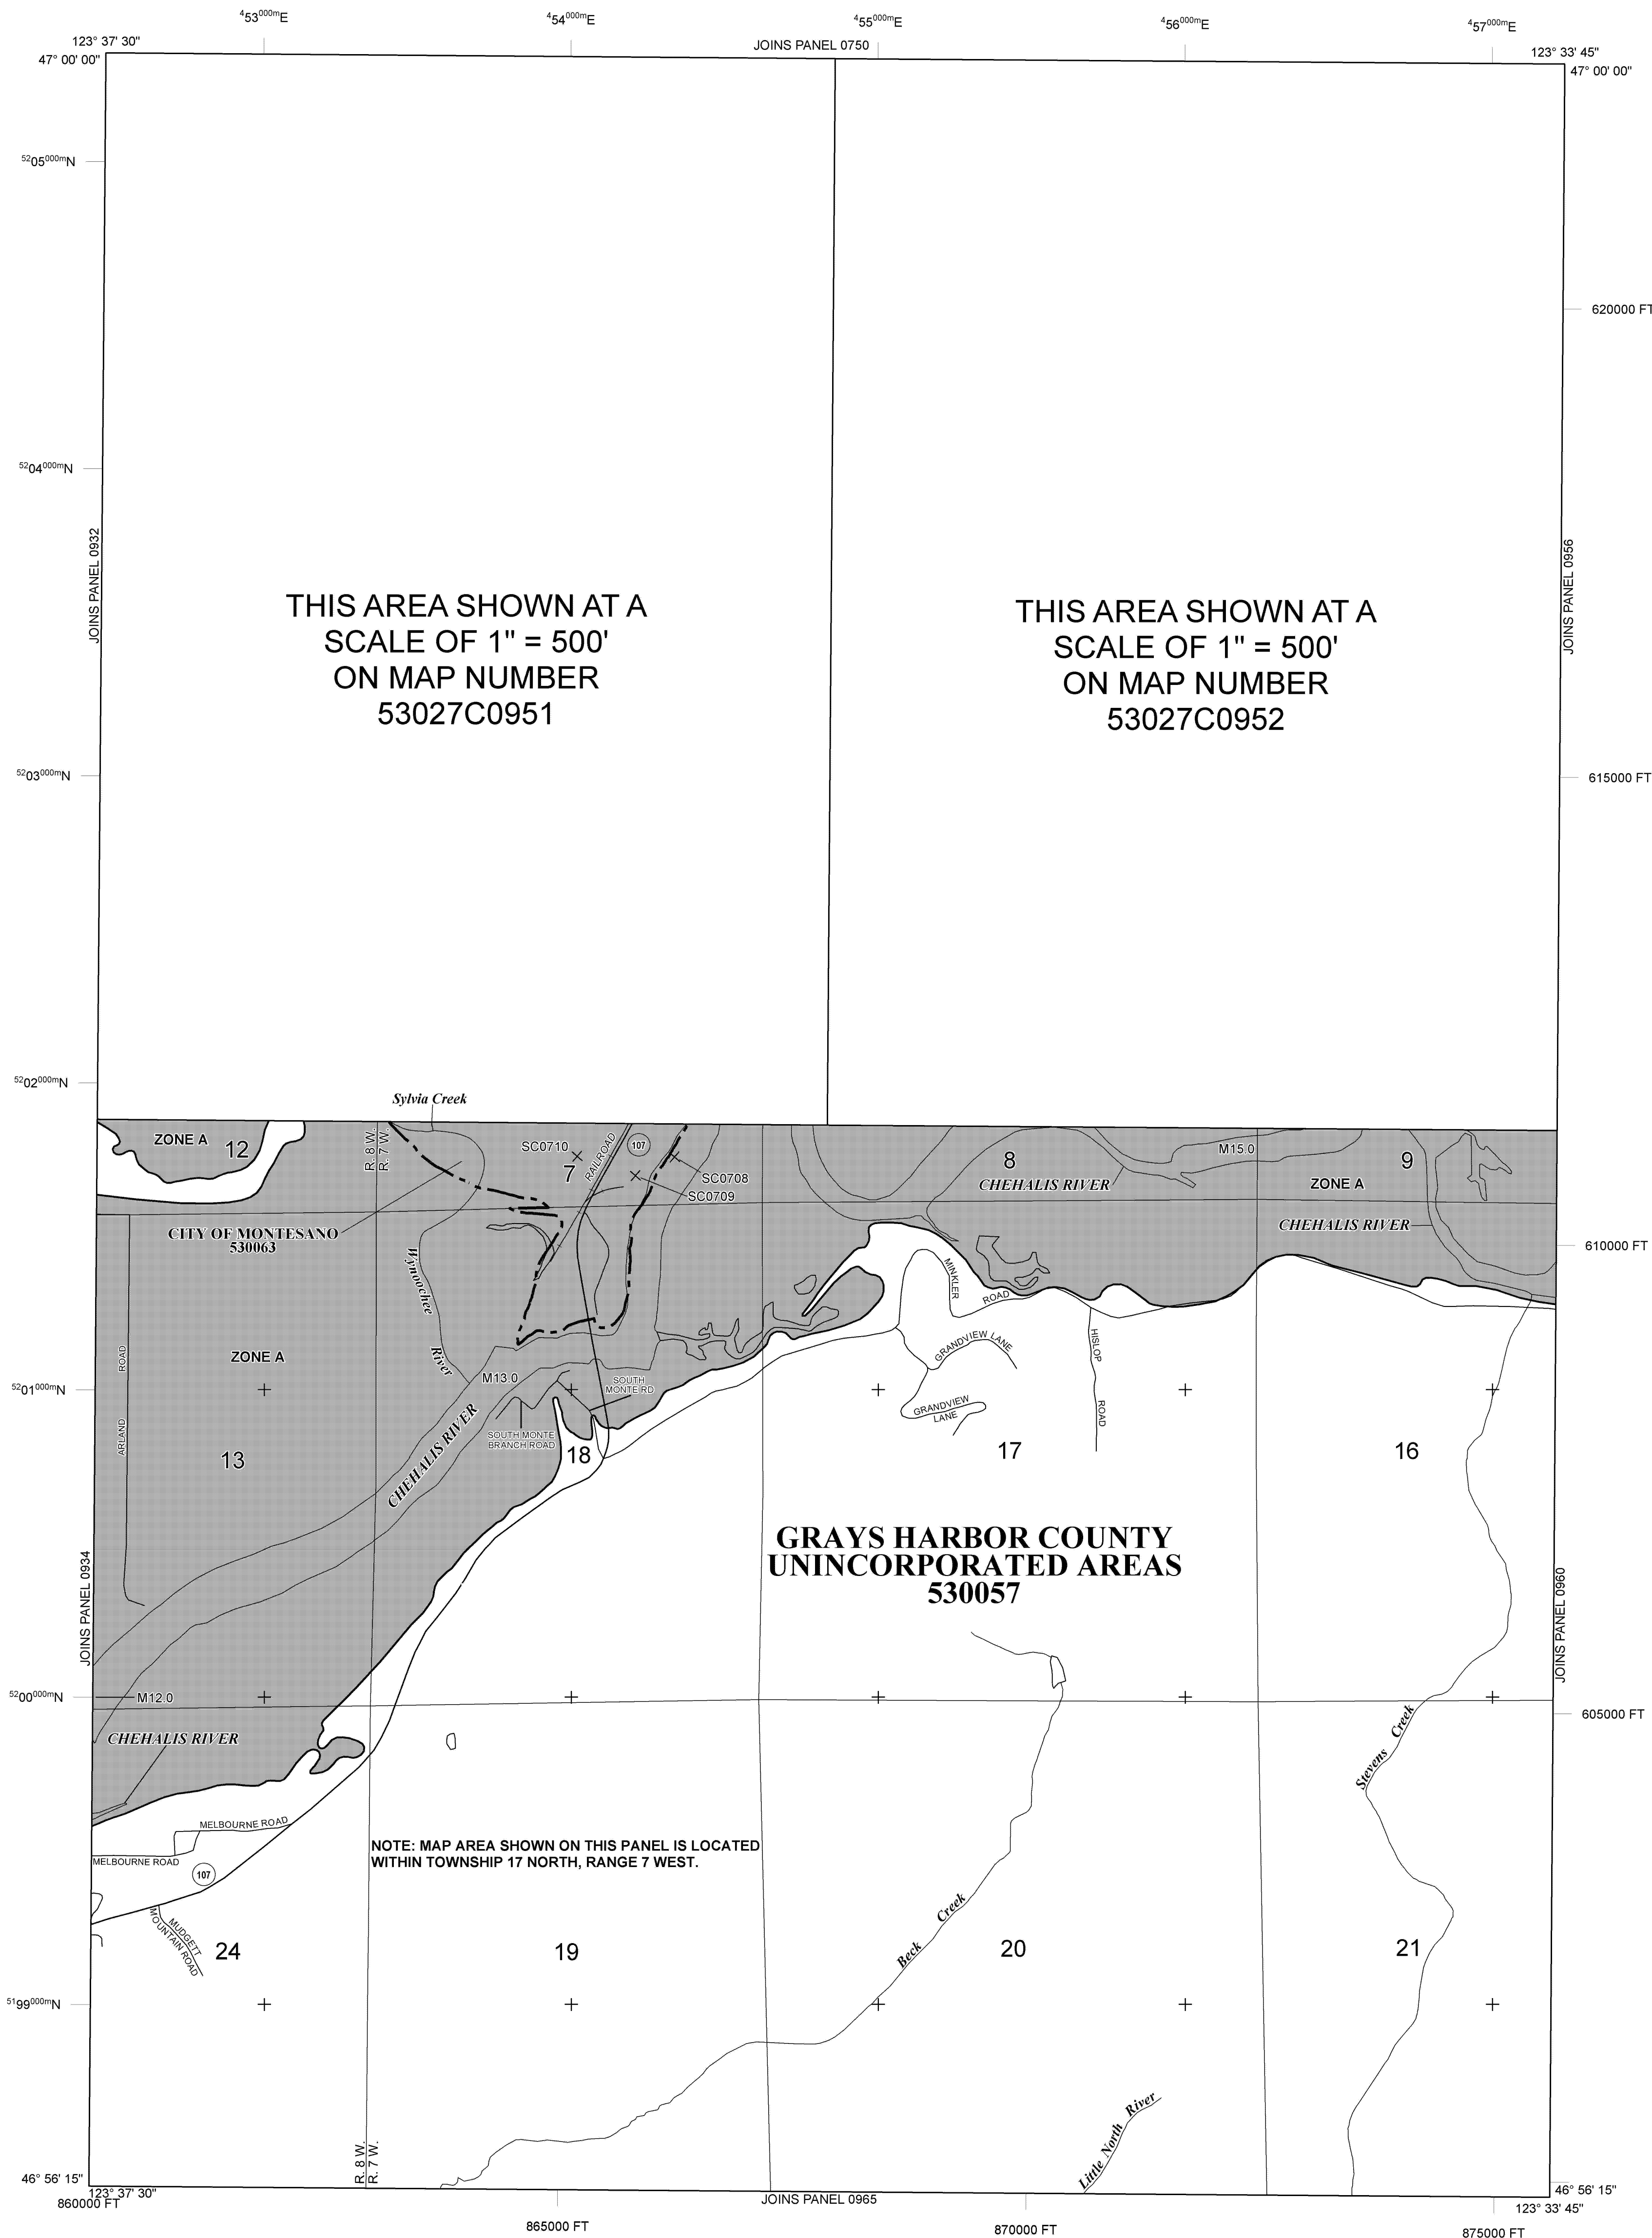 453000mE
454000mE
455000mE
456000mE
457000mE
123° 37' 30"
JOINS PANEL 0750
123° 33' 45"
47° 00' 00"
47° 00' 00"
5205000mN
620000 FT
5204000mN
JOINS PANEL 0932
JOINS PANEL 0956
THIS AREA SHOWN AT A
SCALE OF 1" = 500'
ON MAP NUMBER
53027C0951
THIS AREA SHOWN AT A
SCALE OF 1" = 500'
ON MAP NUMBER
53027C0952
5203000mN
615000 FT
5202000mN
Sylvia Creek
ZONE A
12
R. 8 W.
R. 7 W.
SC0710
7
RAILROAD
107
SC0708
SC0709
8
CHEHALIS RIVER
M15.0
9
ZONE A
CHEHALIS RIVER
CITY OF MONTESANO
530063
610000 FT
Wynoochee
River
MINKLER
ROAD
GRANDVIEW LANE
HISLOP
ROAD
GRANDVIEW
LANE
ROAD
ARLAND
ZONE A
5201000mN
M13.0
SOUTH
MONTE RD
SOUTH MONTE
BRANCH ROAD
CHEHALIS RIVER
13
18
17
16
GRAYS HARBOR COUNTY
UNINCORPORATED AREAS
530057
JOINS PANEL 0934
JOINS PANEL 0960
5200000mN
M12.0
605000 FT
CHEHALIS RIVER
Stevens Creek
MELBOURNE ROAD
MELBOURNE ROAD
107
NOTE: MAP AREA SHOWN ON THIS PANEL IS LOCATED
WITHIN TOWNSHIP 17 NORTH, RANGE 7 WEST.
MUDGETT
MOUNTAIN ROAD
24
19
Beck Creek
20
21
5199000mN
Little North River
R. 8 W.
R. 7 W.
46° 56' 15"
123° 37' 30"
JOINS PANEL 0965
46° 56' 15"
123° 33' 45"
860000 FT
865000 FT
870000 FT
875000 FT